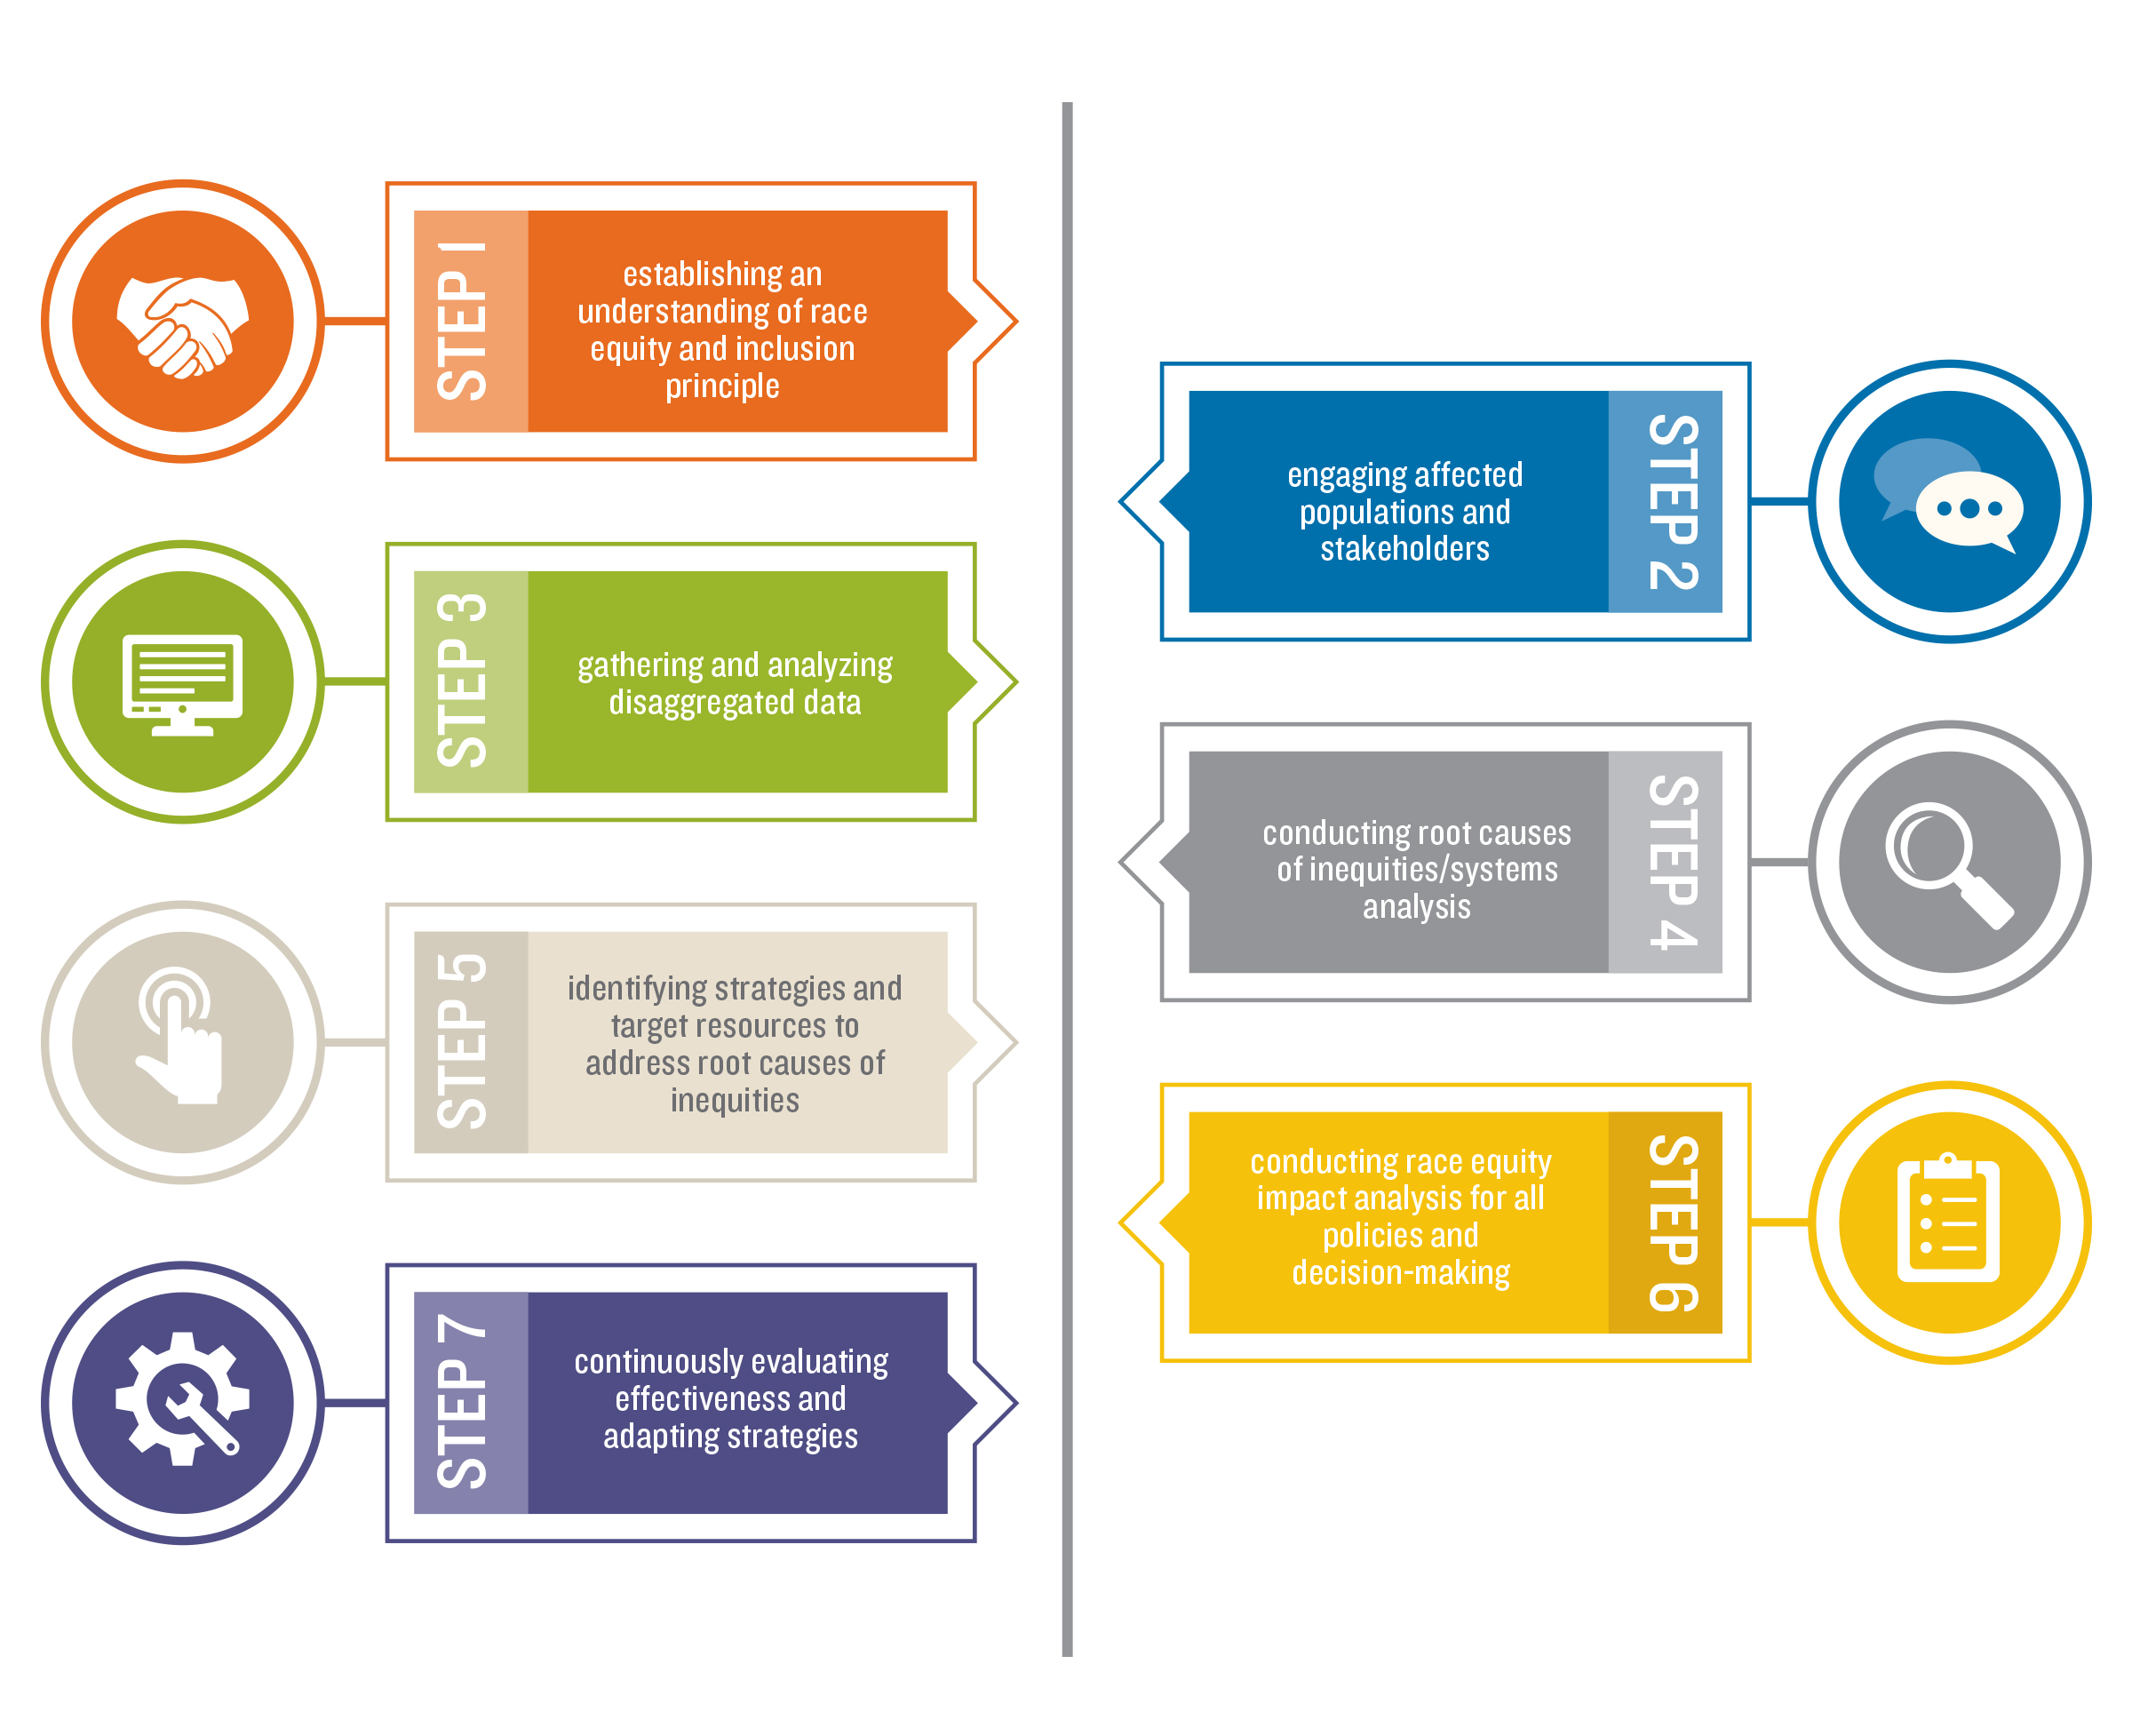 STEP 1
establishing an
understanding of race
equity and inclusion
principle
STEP 2
engaging affected
populations and
stakeholders
STEP 3
gathering and analyzing
disaggregated data
STEP 4
conducting root causes
of inequities/systems
analysis
STEP 5
identifying strategies and
target resources to
address root causes of
inequities
STEP 6
conducting race equity
impact analysis for all
policies and
decision-making
STEP 7
continuously evaluating
effectiveness and
adapting strategies